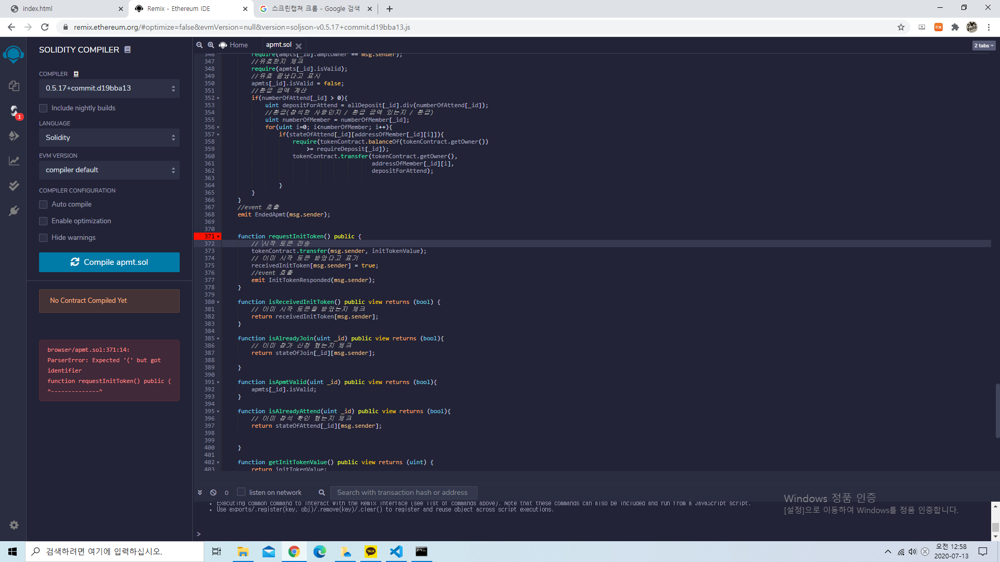 index.html
Remix - Ethereum IDE
스크린캡쳐 크롬 - Google 검색
remix.ethereum.org/#optimize=false&evmVersion=null&version=soljson-v0.5.17+commit.d19bba13.js
SOLIDITY COMPILER
COMPILER
0.5.17+commit.d19bba13
Include nightly builds
LANGUAGE
Solidity
EVM VERSION
compiler default
COMPILER CONFIGURATION
Auto compile
Enable optimization
Hide warnings
Compile apmt.sol
No Contract Compiled Yet
browser/apmt.sol:371:14:
ParserError: Expected '(' but got
identifier
function requestInitToken() public {
^--------------^
1
Home
apmt.sol
2 tabs
346 require(ampts[_id].amptOwner == msg.sender);
347 //유효한지 체크
348 require(apmts[_id].isValid);
349 //유효 끝났다고 표시
350 apmts[_id].isValid = false;
351 //환급 금액 계산
352 if(numberOfAttend[_id] > 0){
353 uint depositForAttend = allDeposit[_id].div(numberOfAttend[_id]);
354 //환급(참석한 사람인지 / 환급 금액 있는지 / 환급)
355 uint numberOfMember = numberOfMember[_id];
356 for(uint i=0; i<numberOfMember; i++){
357 if(stateOfAttend[_id][addressOfMember[_id][i]]){
358 require(tokenContract.balanceOf(tokenContract.getOwner())
359 >= requireDeposit[_id]);
360 tokenContract.transfer(tokenContract.getOwner(),
361 addressOfMember[_id][i],
362 depositForAttend);
363
364 }
365 }
366 }
367 //event 호출
368 emit EndedApmt(msg.sender);
369
370
371 function requestInitToken() public {
372 // 시작 토큰 전송
373 tokenContract.transfer(msg.sender, initTokenValue);
374 // 이미 시작 토큰 받았다고 표기
375 receivedInitToken[msg.sender] = true;
376 //event 호출
377 emit InitTokenResponded(msg.sender);
378 }
379
380 function isReceivedInitToken() public view returns (bool) {
381 // 이미 시작 토큰을 받았는지 체크
382 return receivedInitToken[msg.sender];
383 }
384
385 function isAlreadyJoin(uint _id) public view returns (bool){
386 // 이미 참가 신청 했는지 체크
387 return stateOfJoin[_id][msg.sender];
388
389 }
390
391 function isApmtValid(uint _id) public view returns (bool){
392 apmts[_id].isValid;
393 }
394
395 function isAlreadyAttend(uint _id) public view returns (bool){
396 // 이미 참석 확인 했는지 체크
397 return stateOfAttend[_id][msg.sender];
398
399
400 }
401
402 function getInitTokenValue() public view returns (uint) {
403 return initTokenValue;
0
listen on network
Search with transaction hash or address
• Executing common command to interact with the Remix interface (see list of commands above). Note that these commands can also be included and run from a JavaScript script.
• Use exports/.register(key, obj)/.remove(key)/.clear() to register and reuse object across script executions.
>
Windows 정품 인증
[설정]으로 이동하여 Windows를 정품 인증합니다.
검색하려면 여기에 입력하십시오.
TALK
오전 12:58
2020-07-13